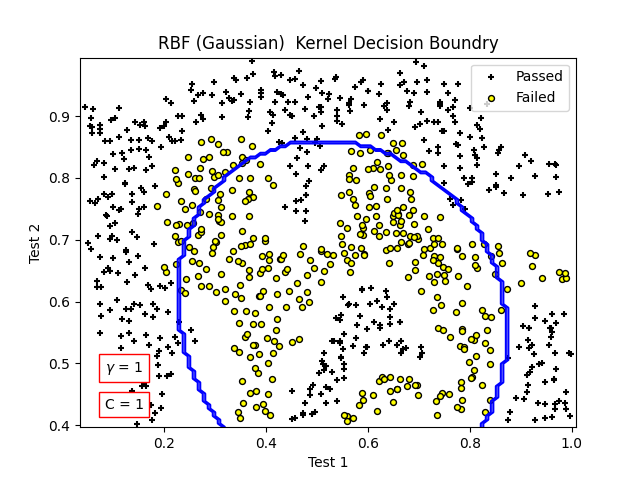 RBF (Gaussian)  Kernel Decision Boundry
Passed
Failed
0.9
0.8
0.7
0.6
0.5
0.4
Test 2
γ = 1
C = 1
0.2
0.4
0.6
0.8
1.0
Test 1